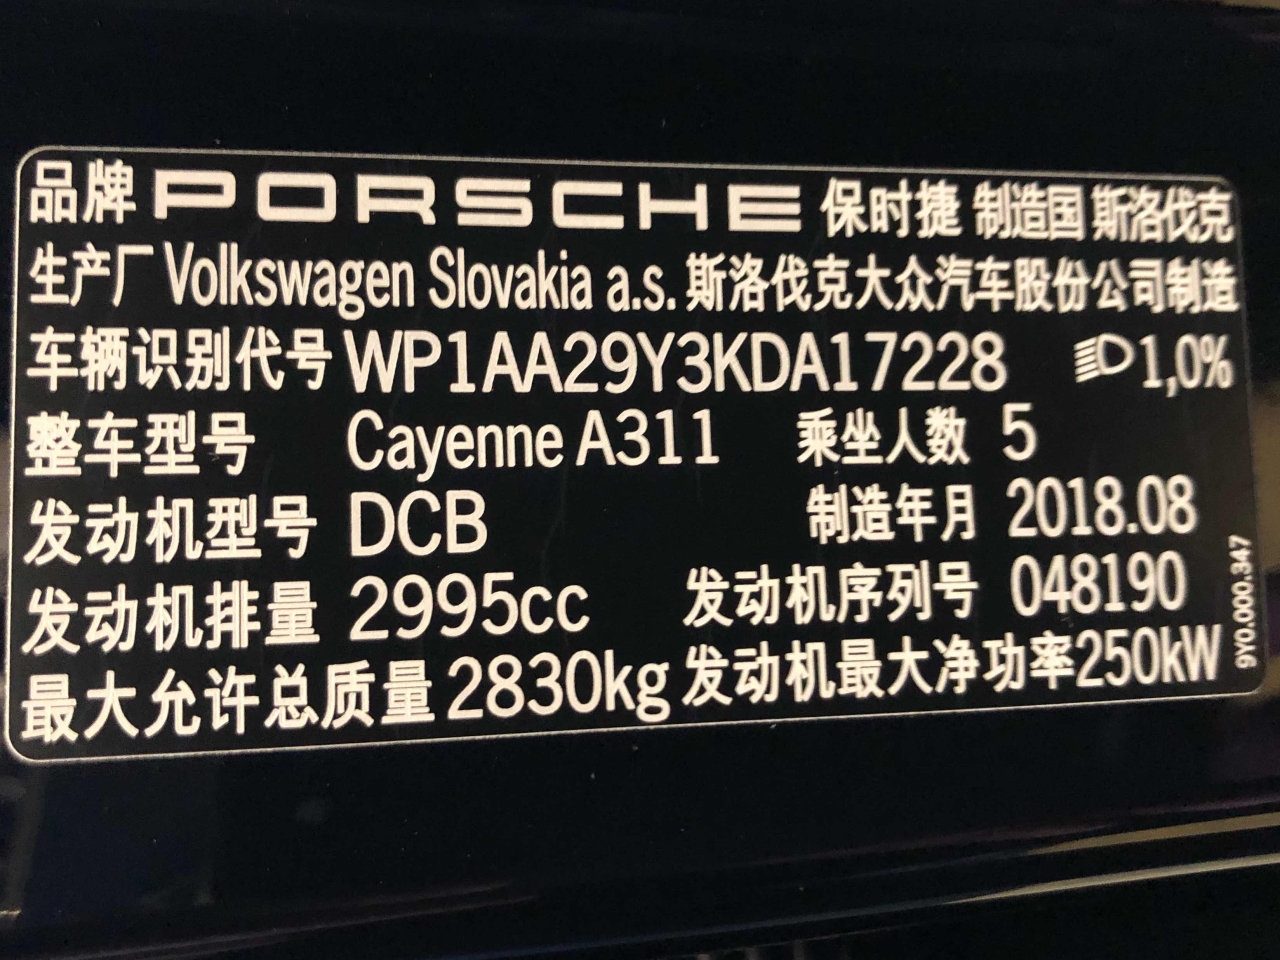 品牌 PORSCHE 保时捷 制造国 斯洛伐克
生产厂 Volkswagen Slovakia a.s. 斯洛伐克大众汽车股份公司制造
车辆识别代号 WP1AA29Y3KDA17228 1,0%
整车型号 Cayenne A311 乘坐人数 5
发动机型号 DCB 制造年月 2018.08
发动机排量 2995cc 发动机序列号 048190
最大允许总质量 2830kg 发动机最大净功率 250kW
9Y0.000.347